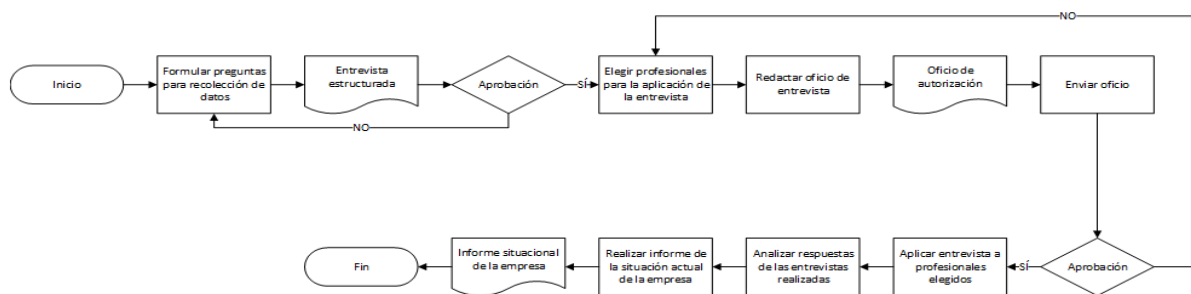 NO
Inicio
Formular preguntas
para recolección de
datos
Entrevista
estructurada
Aprobación
SÍ
Elegir profesionales
para la aplicación de
la entrevista
Redactar oficio de
entrevista
Oficio de
autorización
Enviar oficio
NO
Fin
Informe situacional
de la empresa
Realizar informe de
la situación actual de
la empresa
Analizar respuestas
de las entrevistas
realizadas
Aplicar entrevista a
profesionales
elegidos
SÍ
Aprobación